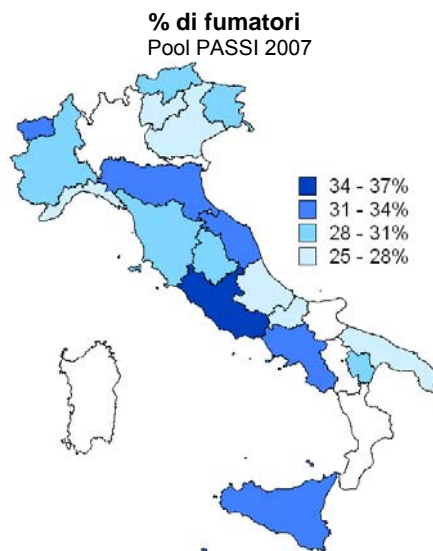 % di fumatori
Pool PASSI 2007
34 - 37%
31 - 34%
28 - 31%
25 - 28%